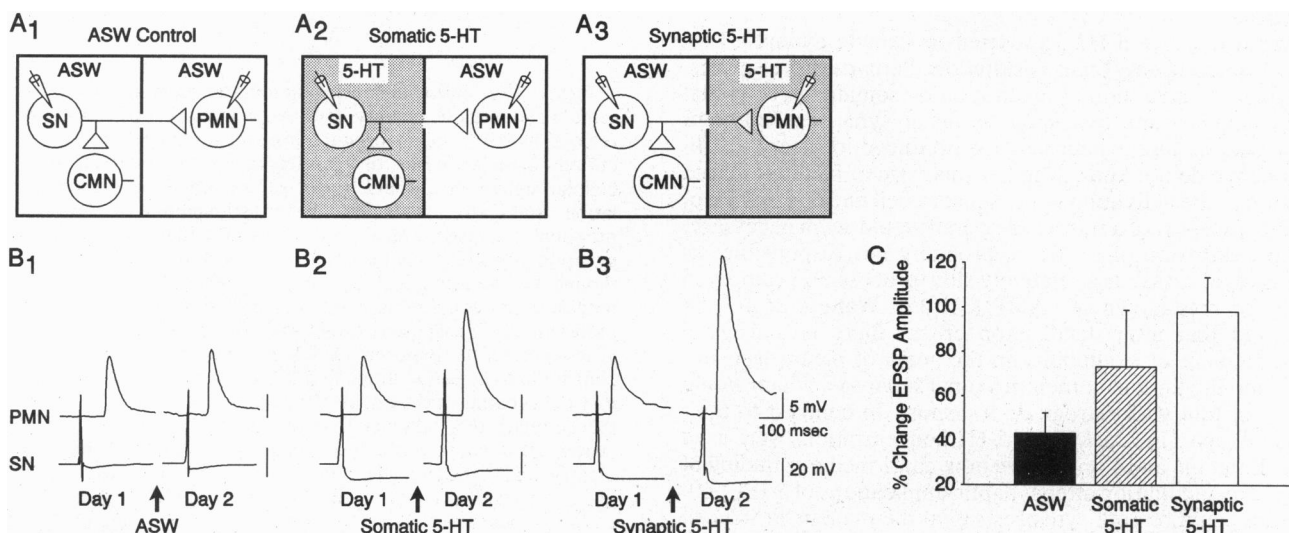 A1 ASW Control
ASW ASW
SN PMN
CMN
A2 Somatic 5-HT
5-HT ASW
SN PMN
CMN
A3 Synaptic 5-HT
ASW 5-HT
SN PMN
CMN
B1
PMN
SN
Day 1 Day 2
ASW
B2
Day 1 Day 2
Somatic 5-HT
B3
5 mV
100 msec
20 mV
Day 1 Day 2
Synaptic 5-HT
C
% Change EPSP Amplitude
120
100
80
60
40
20
ASW Somatic 5-HT Synaptic 5-HT